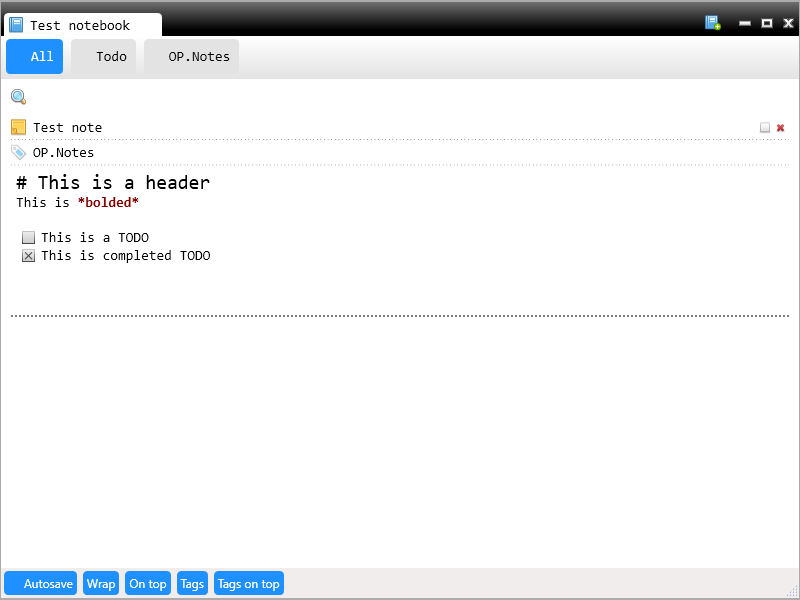 Test notebook
All Todo OP.Notes
Test note
OP.Notes
# This is a header
This is *bolded*
This is a TODO
This is completed TODO
Autosave Wrap On top Tags Tags on top